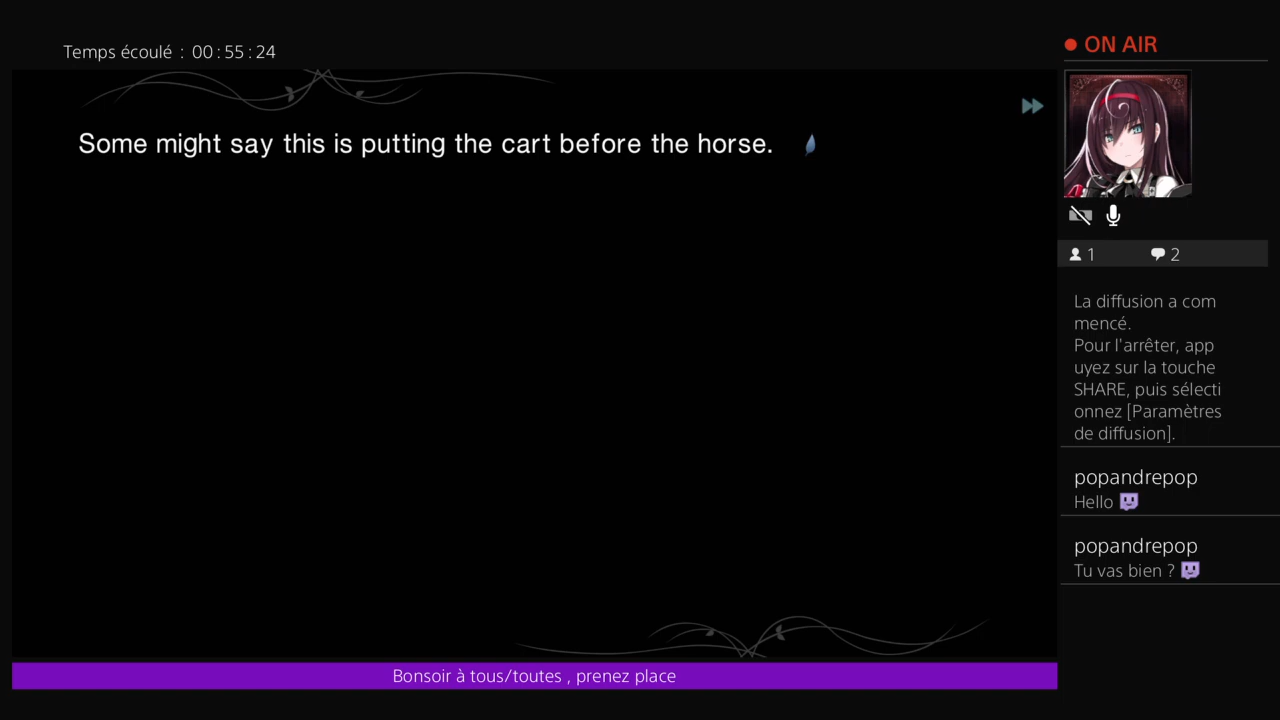 Temps écoulé : 00:55:24
Some might say this is putting the cart before the horse.
Bonsoir à tous/toutes , prenez place
ON AIR
1 2
La diffusion a com
mencé.
Pour l'arrêter, app
uyez sur la touche
SHARE, puis sélecti
onnez [Paramètres
de diffusion].
popandrepop
Hello
popandrepop
Tu vas bien ?